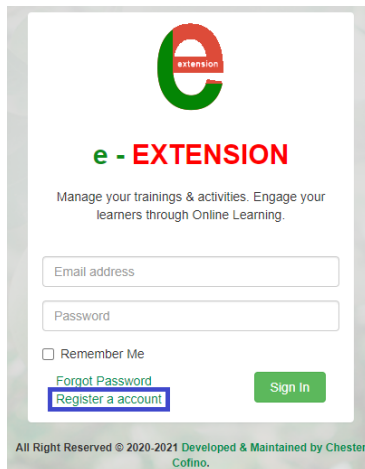 extension
e - EXTENSION
Manage your trainings & activities. Engage your
learners through Online Learning.
Email address
Password
Remember Me
Forgot Password
Sign In
Register a account
All Right Reserved © 2020-2021 Developed & Maintained by Chester
Cofino.